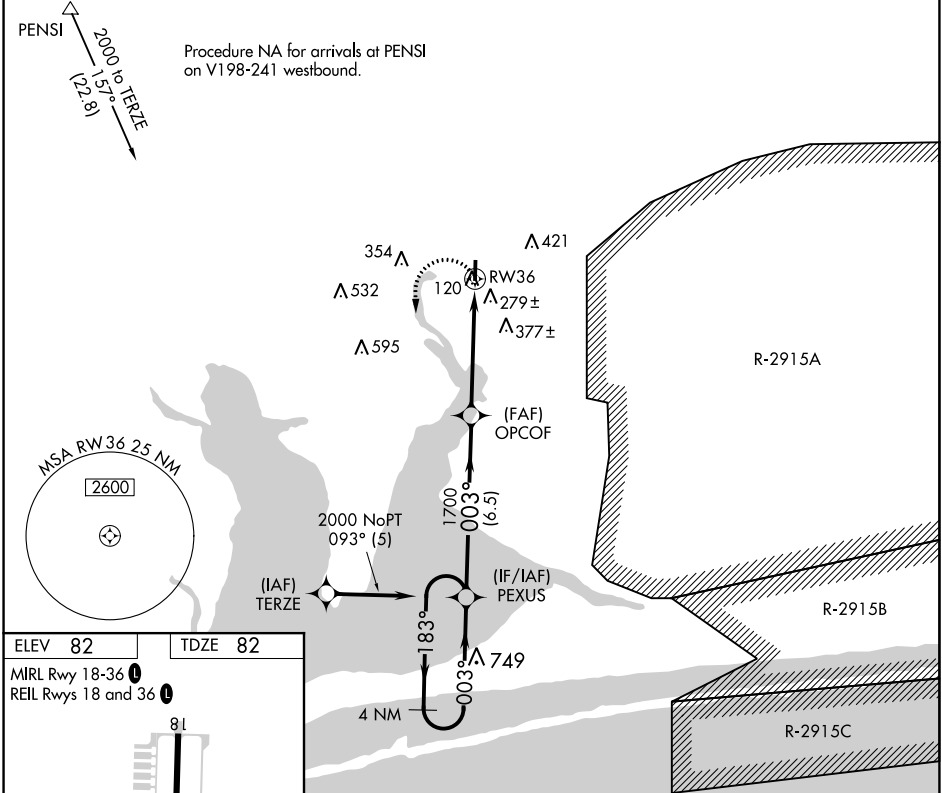 PENSI
2000 to TERZE
157°
(22.8)
Procedure NA for arrivals at PENSI
on V198-241 westbound.
421
354
RW36
120
532
279±
377±
595
R-2915A
(FAF)
OPCOF
MSA RW36 25 NM
2600
1700
003°
(6.5)
2000 NoPT
093° (5)
(IAF)
TERZE
(IF/IAF)
PEXUS
R-2915B
183°
003°
749
4 NM
R-2915C
ELEV 82
TDZE 82
MIRL Rwy 18-36 L
REIL Rwys 18 and 36 L
18